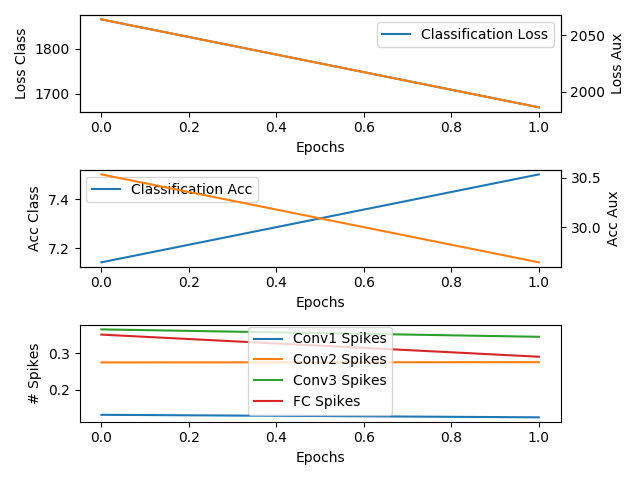 Classification Loss
1800
1700
Loss Class
2050
2000
Loss Aux
0.0 0.2 0.4 0.6 0.8 1.0
Epochs
Classification Acc
7.4
7.2
Acc Class
30.5
30.0
Acc Aux
0.0 0.2 0.4 0.6 0.8 1.0
Epochs
Conv1 Spikes
Conv2 Spikes
Conv3 Spikes
FC Spikes
0.3
0.2
# Spikes
0.0 0.2 0.4 0.6 0.8 1.0
Epochs